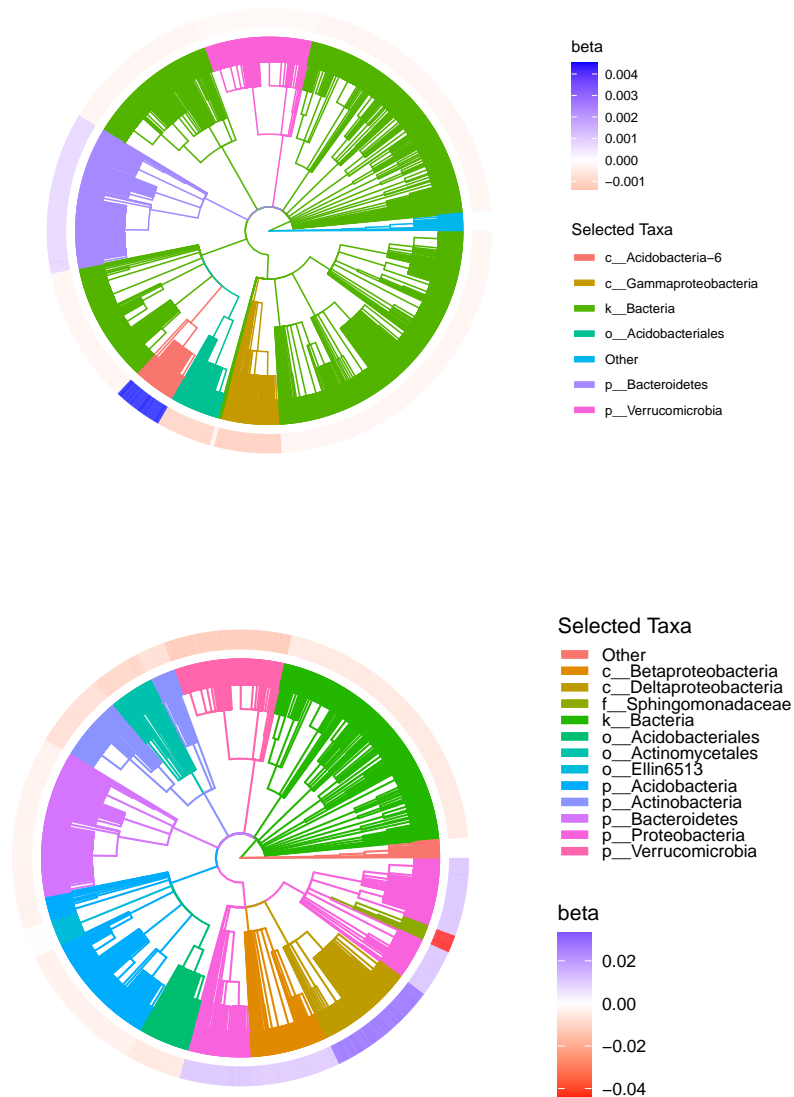 beta
0.004
0.003
0.002
0.001
0.000
−0.001
Selected Taxa
c__Acidobacteria−6
c__Gammaproteobacteria
k__Bacteria
o__Acidobacteriales
Other
p__Bacteroidetes
p__Verrucomicrobia
Selected Taxa
Other
c__Betaproteobacteria
c__Deltaproteobacteria
f__Sphingomonadaceae
k__Bacteria
o__Acidobacteriales
o__Actinomycetales
o__Ellin6513
p__Acidobacteria
p__Actinobacteria
p__Bacteroidetes
p__Proteobacteria
p__Verrucomicrobia
beta
0.02
0.00
−0.02
−0.04